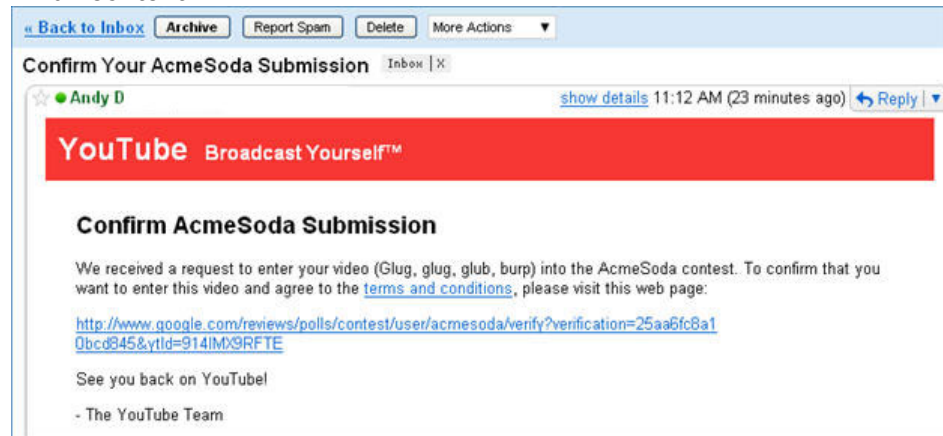 « Back to Inbox Archive Report Spam Delete More Actions ▼
Confirm Your AcmeSoda Submission Inbox | X
Andy D show details 11:12 AM (23 minutes ago) Reply | ▼
YouTube Broadcast Yourself™
Confirm AcmeSoda Submission
We received a request to enter your video (Glug, glug, glub, burp) into the AcmeSoda contest. To confirm that you
want to enter this video and agree to the terms and conditions, please visit this web page:
http://www.google.com/reviews/polls/contest/user/acmesoda/verify?verification=25aa6fc8a1
0bcd845&ytId=914IMX9RFTE
See you back on YouTube!
- The YouTube Team